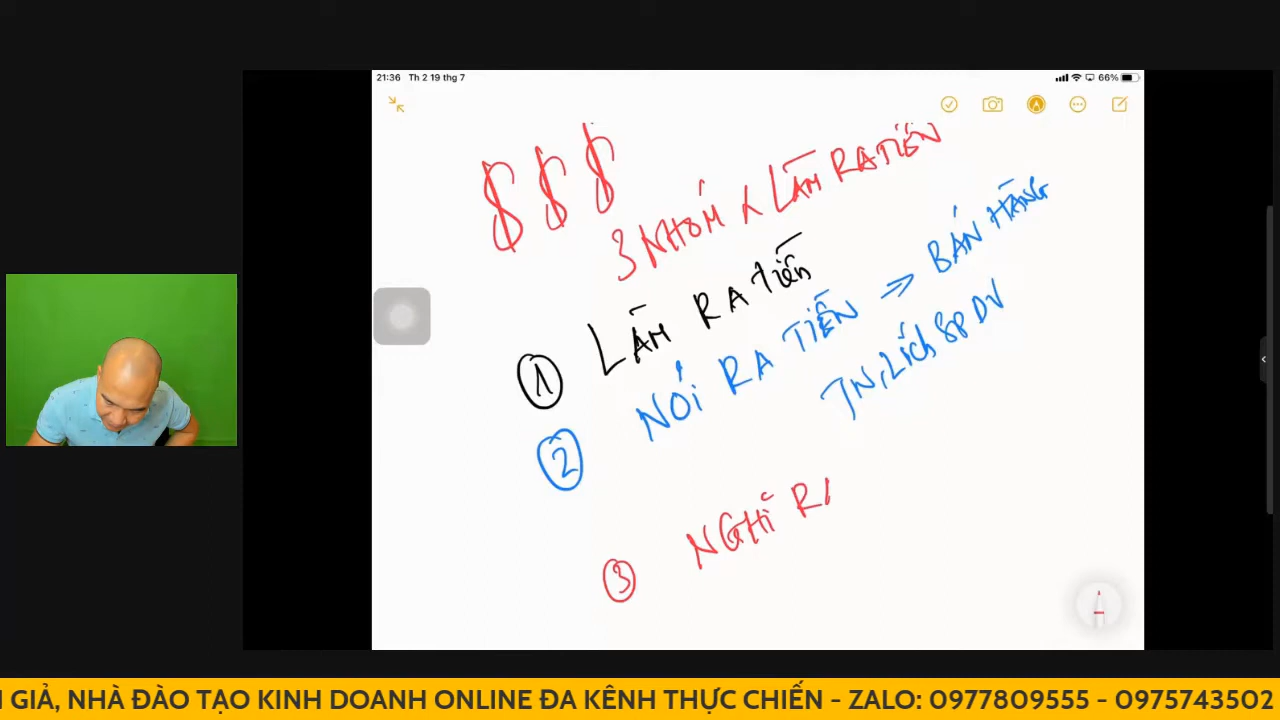 21:36 Th 2 19 thg 7
66%
$ $ $
3 NHÓM LÀM RA TIỀN
1 LÀM RA tiền
2 NÓI RA TIỀN => BÁN HÀNG
TN, LÍCH SP DV
3 NGHĨ RA
GIẢ, NHÀ ĐÀO TẠO KINH DOANH ONLINE ĐA KÊNH THỰC CHIẾN - ZALO: 0977809555 - 0975743502